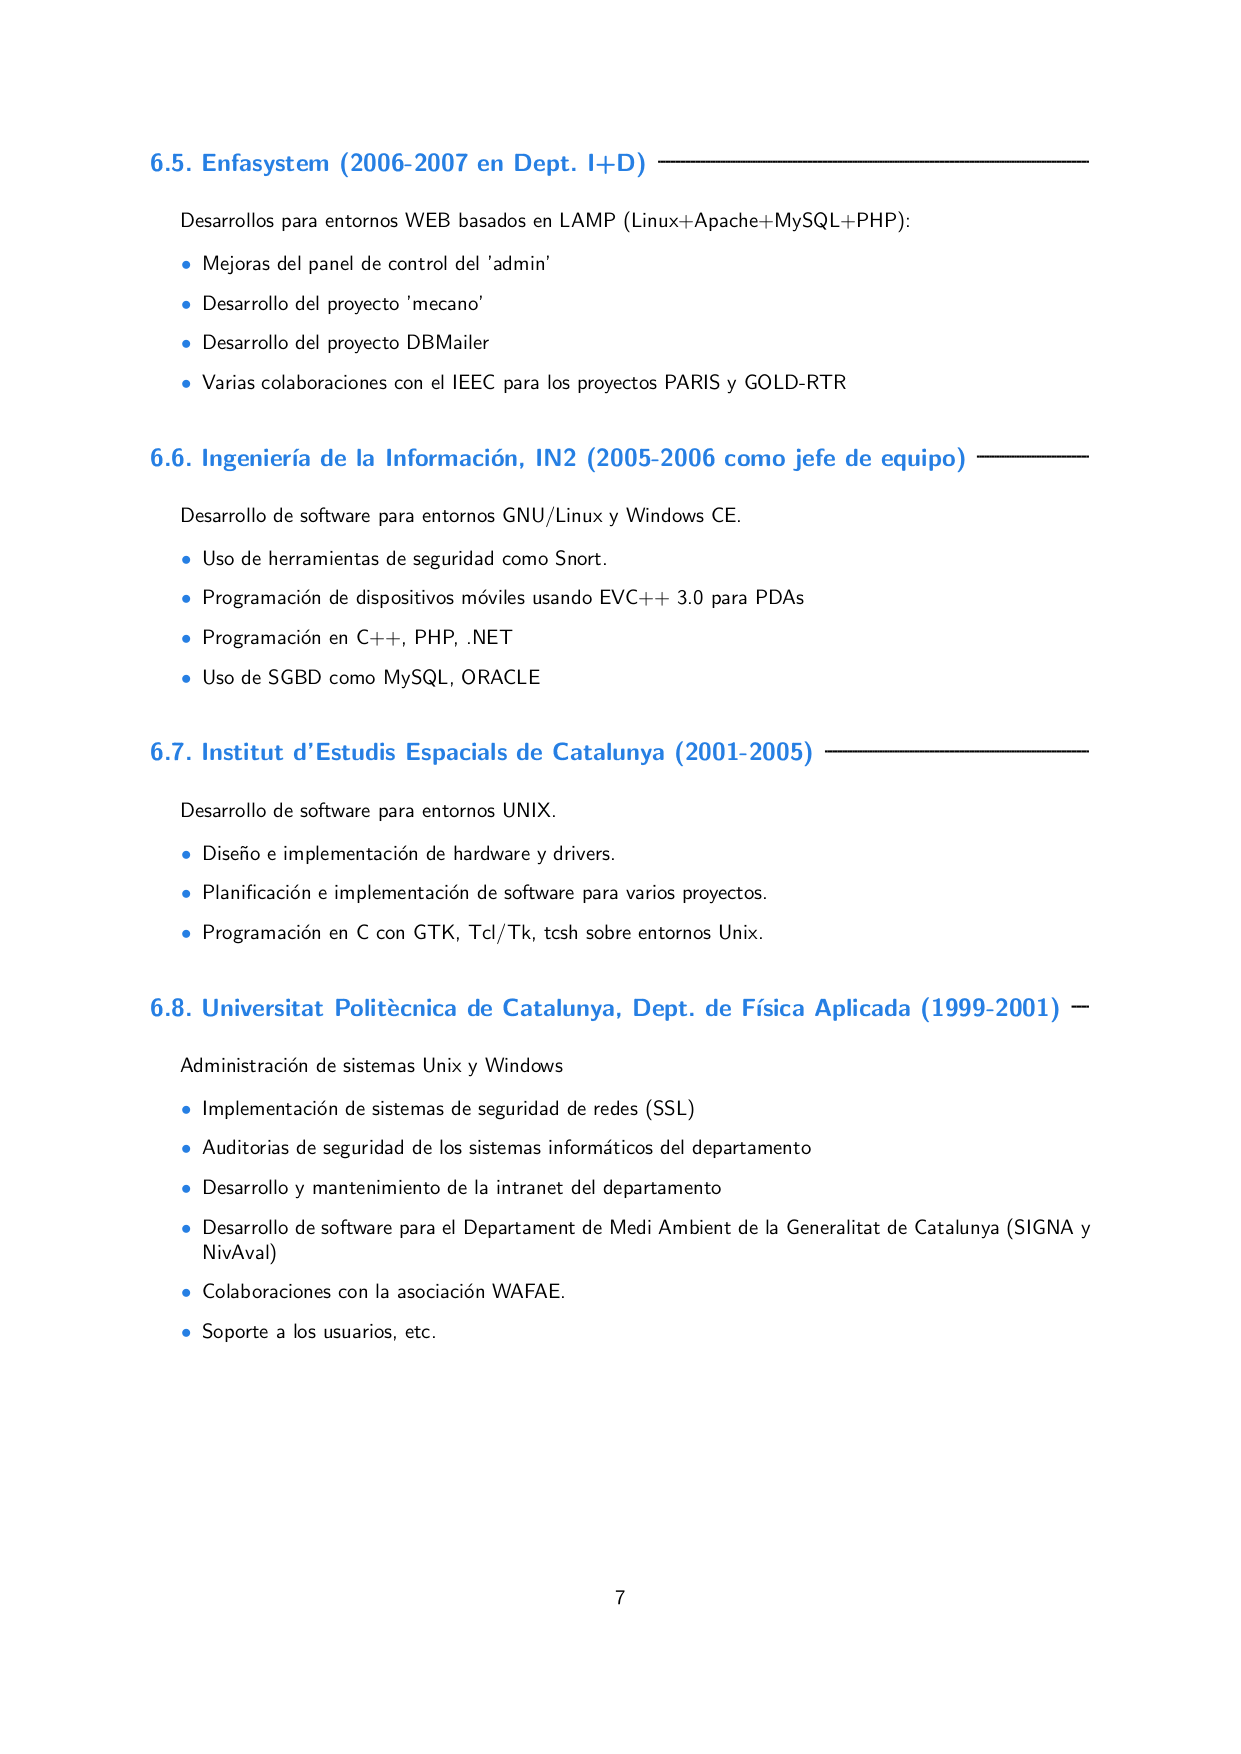 6.5. Enfasystem (2006-2007 en Dept. I+D)
Desarrollos para entornos WEB basados en LAMP (Linux+Apache+MySQL+PHP):
• Mejoras del panel de control del 'admin'
• Desarrollo del proyecto 'mecano'
• Desarrollo del proyecto DBMailer
• Varias colaboraciones con el IEEC para los proyectos PARIS y GOLD-RTR
6.6. Ingeniería de la Información, IN2 (2005-2006 como jefe de equipo)
Desarrollo de software para entornos GNU/Linux y Windows CE.
• Uso de herramientas de seguridad como Snort.
• Programación de dispositivos móviles usando EVC++ 3.0 para PDAs
• Programación en C++, PHP, .NET
• Uso de SGBD como MySQL, ORACLE
6.7. Institut d'Estudis Espacials de Catalunya (2001-2005)
Desarrollo de software para entornos UNIX.
• Diseño e implementación de hardware y drivers.
• Planificación e implementación de software para varios proyectos.
• Programación en C con GTK, Tcl/Tk, tcsh sobre entornos Unix.
6.8. Universitat Politècnica de Catalunya, Dept. de Física Aplicada (1999-2001)
Administración de sistemas Unix y Windows
• Implementación de sistemas de seguridad de redes (SSL)
• Auditorias de seguridad de los sistemas informáticos del departamento
• Desarrollo y mantenimiento de la intranet del departamento
• Desarrollo de software para el Departament de Medi Ambient de la Generalitat de Catalunya (SIGNA y
NivAval)
• Colaboraciones con la asociación WAFAE.
• Soporte a los usuarios, etc.
7